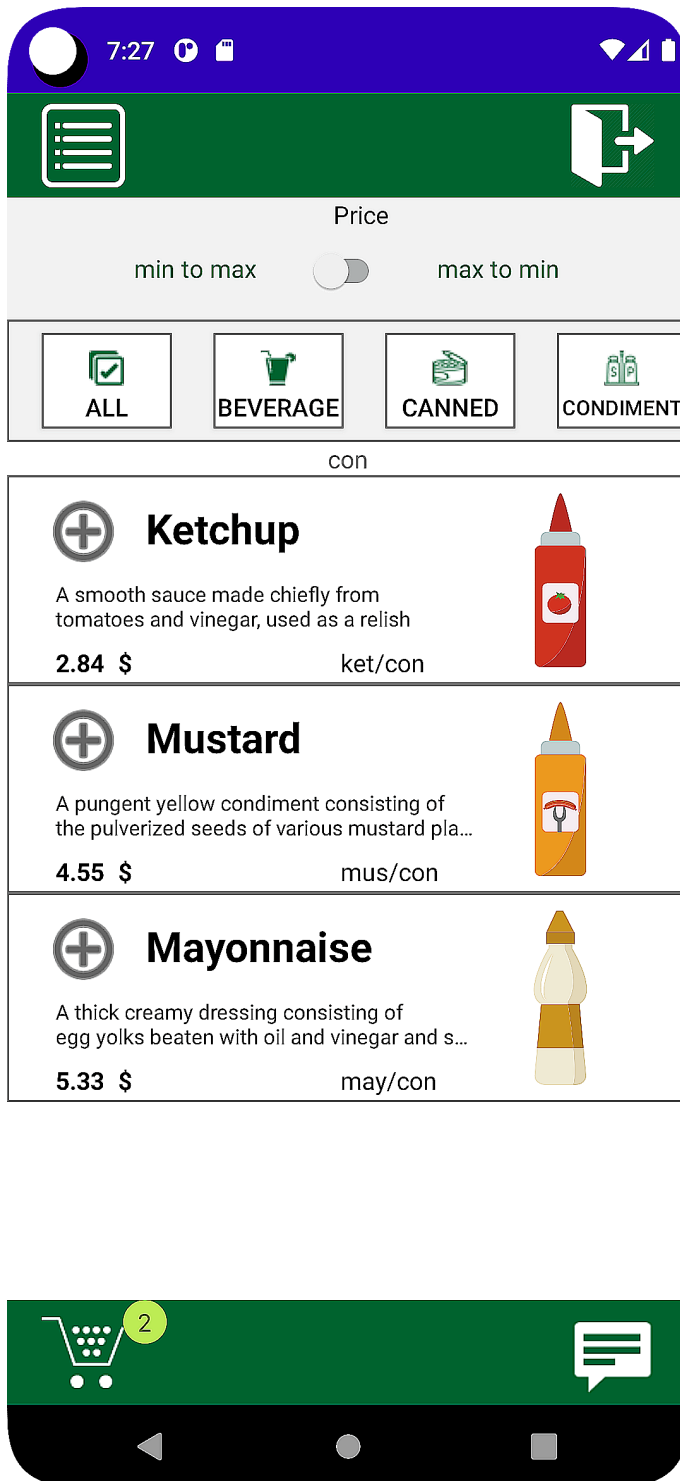 7:27
Price
min to max
max to min
ALL
BEVERAGE
CANNED
S P
CONDIMENT
con
Ketchup
A smooth sauce made chiefly from
tomatoes and vinegar, used as a relish
2.84 $
ket/con
Mustard
A pungent yellow condiment consisting of
the pulverized seeds of various mustard pla...
4.55 $
mus/con
Mayonnaise
A thick creamy dressing consisting of
egg yolks beaten with oil and vinegar and s...
5.33 $
may/con
2